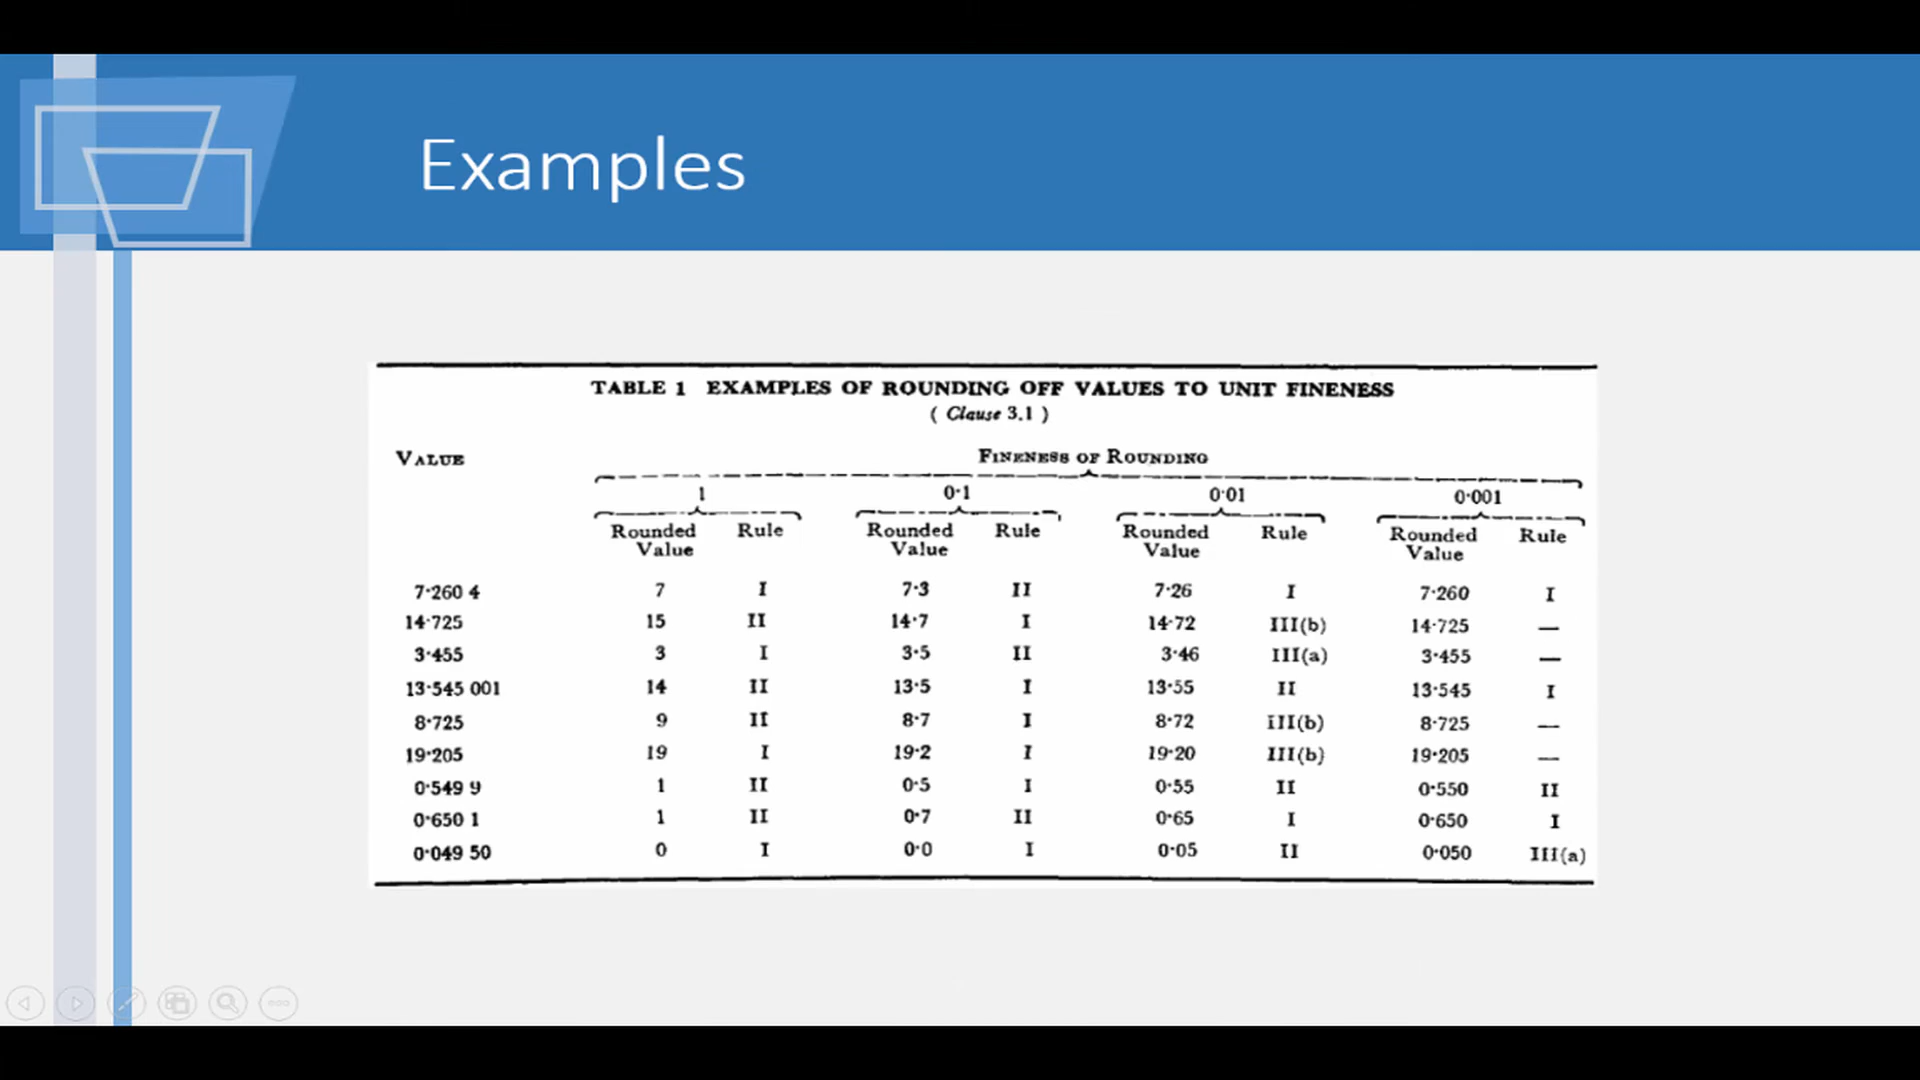 Examples
TABLE 1 EXAMPLES OF ROUNDING OFF VALUES TO UNIT FINENESS
( Clause 3.1 )
VALUE FINENESS OF ROUNDING
1 0·1 0·01 0·001
Rounded Value Rule Rounded Value Rule Rounded Value Rule Rounded Value Rule
7·260 4 7 I 7·3 II 7·26 I 7·260 I
14·725 15 II 14·7 I 14·72 III(b) 14·725 —
3·455 3 I 3·5 II 3·46 III(a) 3·455 —
13·545 001 14 II 13·5 I 13·55 II 13·545 I
8·725 9 II 8·7 I 8·72 III(b) 8·725 —
19·205 19 I 19·2 I 19·20 III(b) 19·205 —
0·549 9 1 II 0·5 I 0·55 II 0·550 II
0·650 1 1 II 0·7 II 0·65 I 0·650 I
0·049 50 0 I 0·0 I 0·05 II 0·050 III(a)